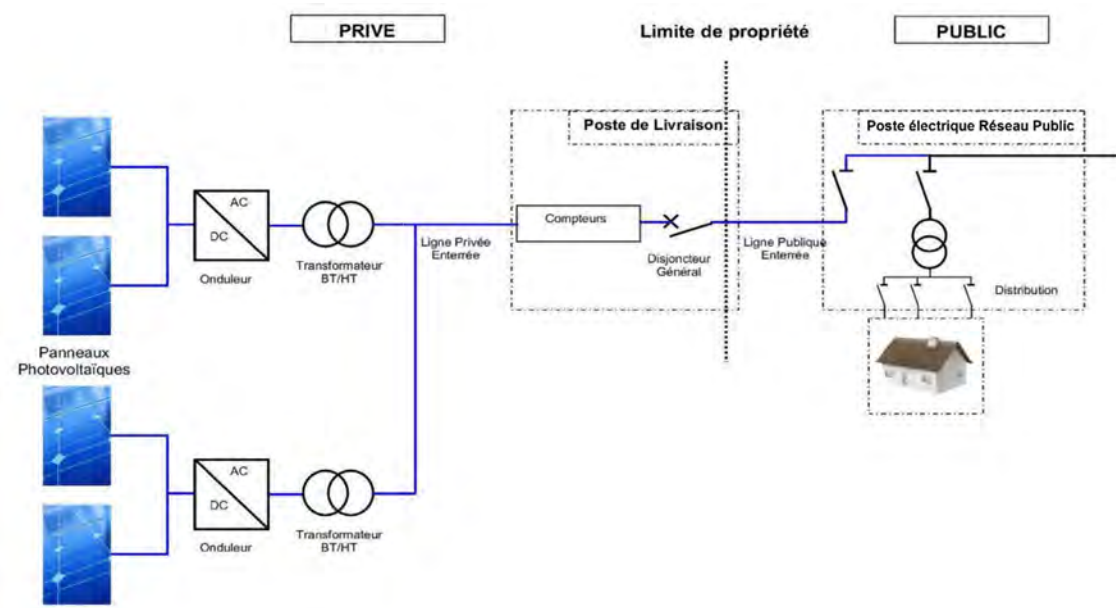 PRIVE
Limite de propriété
PUBLIC
Poste de Livraison
Poste électrique Réseau Public
AC
DC
Onduleur
Transformateur
BT/HT
Ligne Privée
Enterrée
Compteurs
Disjoncteur
Général
Ligne Publique
Enterrée
Distribution
Panneaux
Photovoltaïques
AC
DC
Onduleur
Transformateur
BT/HT